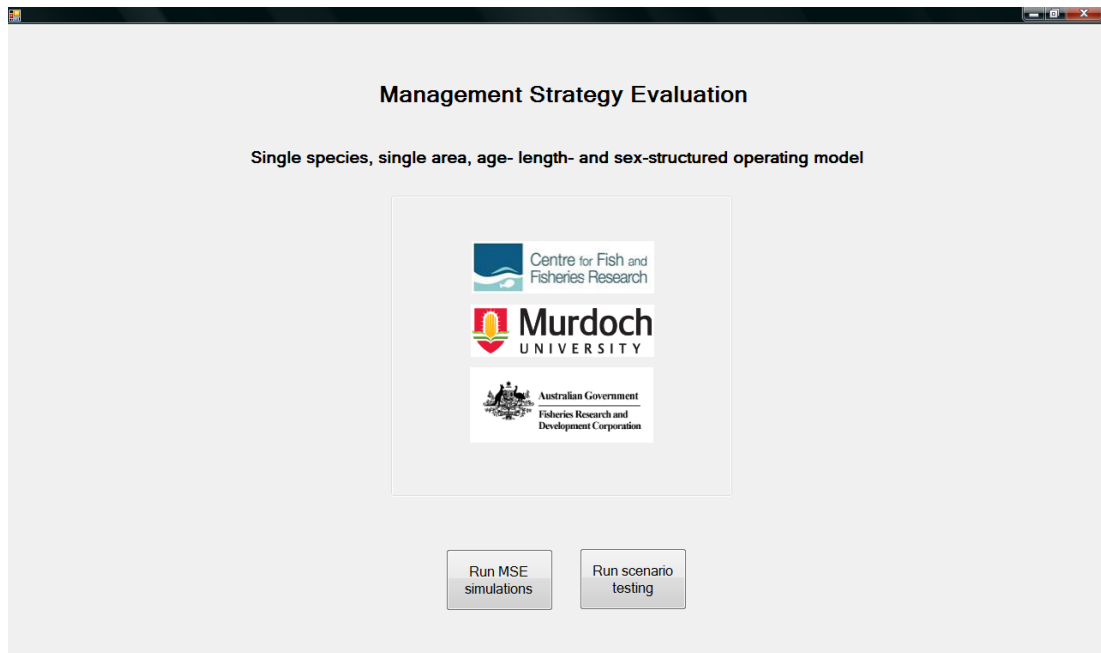 Management Strategy Evaluation
Single species, single area, age- length- and sex-structured operating model
Centre for Fish and
Fisheries Research
Murdoch
UNIVERSITY
Australian Government
Fisheries Research and
Development Corporation
Run MSE
simulations
Run scenario
testing